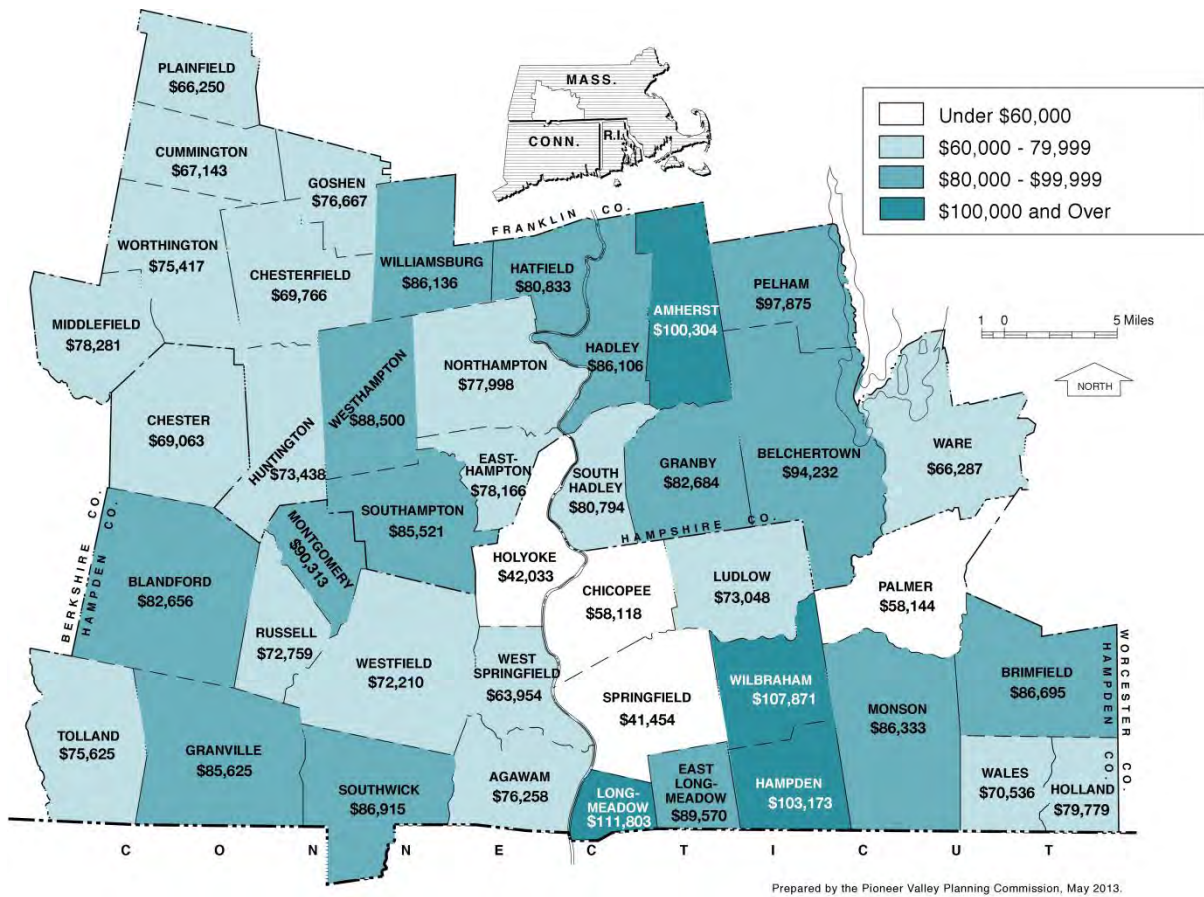 PLAINFIELD
$66,250
MASS.
CONN.
R.I.
Under $60,000
$60,000 - 79,999
$80,000 - $99,999
$100,000 and Over
CUMMINGTON
$67,143
GOSHEN
$76,667
FRANKLIN CO.
WORTHINGTON
$75,417
CHESTERFIELD
$69,766
WILLIAMSBURG
$86,136
HATFIELD
$80,833
AMHERST
$100,304
PELHAM
$97,875
MIDDLEFIELD
$78,281
1 0 5 Miles
NORTH
NORTHAMPTON
$77,998
HADLEY
$86,106
WESTHAMPTON
$88,500
CHESTER
$69,063
HUNTINGTON
$73,438
EAST-
HAMPTON
$78,166
SOUTH
HADLEY
$80,794
GRANBY
$82,684
BELCHERTOWN
$94,232
WARE
$66,287
SOUTHAMPTON
$85,521
MONTGOMERY
$90,313
HAMPSHIRE CO.
BERKSHIRE CO.
HAMPDEN CO.
BLANDFORD
$82,656
HOLYOKE
$42,033
CHICOPEE
$58,118
LUDLOW
$73,048
PALMER
$58,144
RUSSELL
$72,759
WESTFIELD
$72,210
WEST
SPRINGFIELD
$63,954
SPRINGFIELD
$41,454
WILBRAHAM
$107,871
MONSON
$86,333
BRIMFIELD
$86,695
WORCESTER CO.
HAMPDEN CO.
TOLLAND
$75,625
GRANVILLE
$85,625
SOUTHWICK
$86,915
AGAWAM
$76,258
LONG-
MEADOW
$111,803
EAST
LONG-
MEADOW
$89,570
HAMPDEN
$103,173
WALES
$70,536
HOLLAND
$79,779
CONNECTICUT
Prepared by the Pioneer Valley Planning Commission, May 2013.